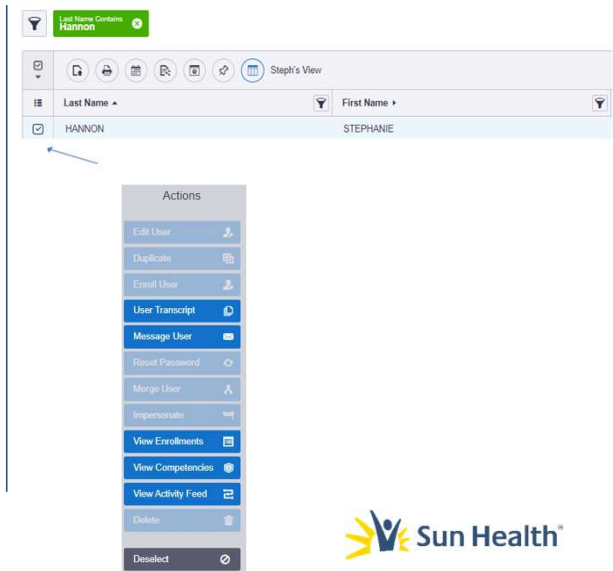 Last Name Contains
Hannon
Steph's View
Last Name
First Name
HANNON
STEPHANIE
Actions
Edit User
Duplicate
Enroll User
User Transcript
Message User
Reset Password
Merge User
Impersonate
View Enrollments
View Competencies
View Activity Feed
Delete
Deselect
Sun Health®